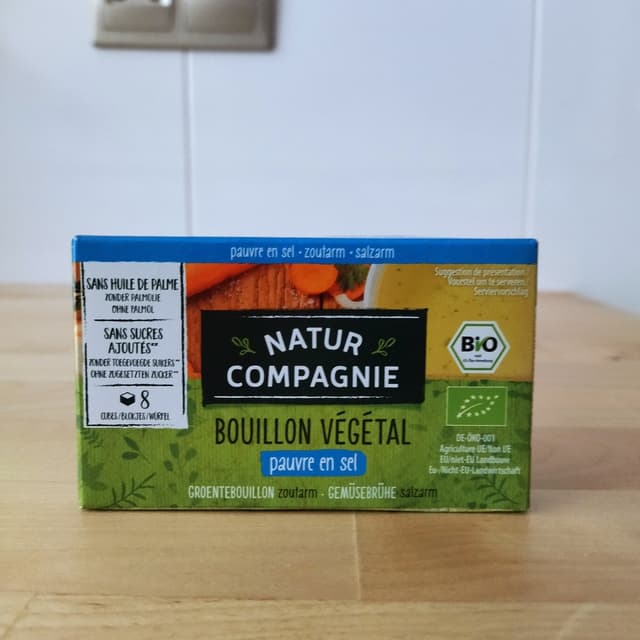 pauvre en sel · zoutarm · salzarm
SANS HUILE DE PALME
ZONDER PALMOLIE
OHNE PALMÖL
SANS SUCRES
AJOUTÉS**
ZONDER TOEGEVOEGDE SUIKERS**
OHNE ZUGESETZTEN ZUCKER**
8
CUBES/BLOKJES/WÜRFEL
Suggestion de présentation /
Voorstel om te serveren /
Serviervorschlag
NATUR
COMPAGNIE
Bio
BOUILLON VÉGÉTAL
pauvre en sel
GROENTEBOUILLON zoutarm · GEMÜSEBRÜHE salzarm
DE-ÖKO-001
Agriculture UE/Non UE
EU/niet-EU Landbouw
EU-/Nicht-EU-Landwirtschaft